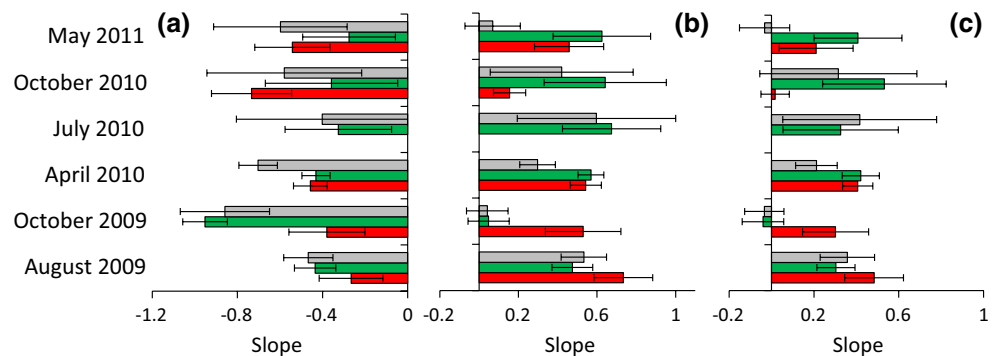 (a) (b) (c)
May 2011
October 2010
July 2010
April 2010
October 2009
August 2009
-1.2 -0.8 -0.4 0 -0.2 0.2 0.6 1 -0.2 0.2 0.6 1
Slope Slope Slope